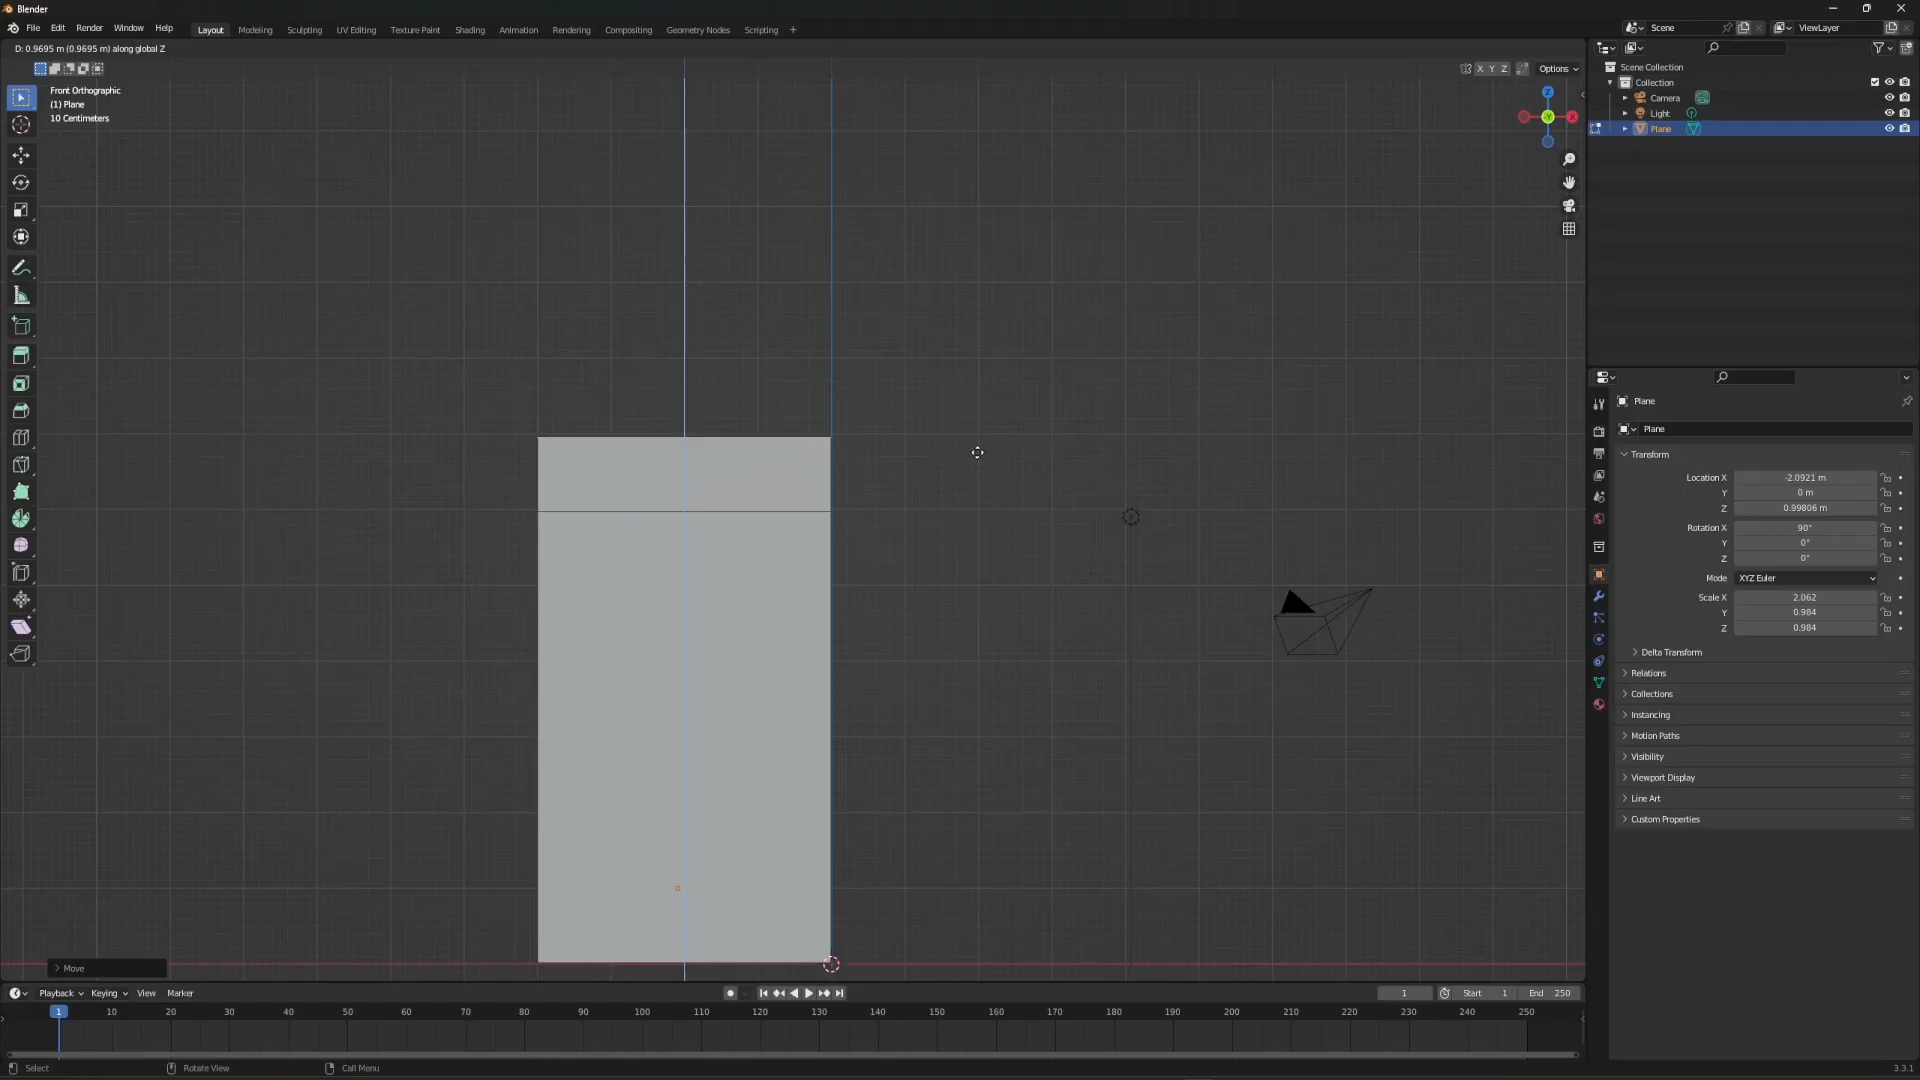 Blender
File Edit Render Window Help
Layout Modeling Sculpting UV Editing Texture Paint Shading Animation Rendering Compositing Geometry Nodes Scripting +
Scene
ViewLayer
D: 0.9695 m (0.9695 m) along global Z
X Y Z
Options
Front Orthographic
(1) Plane
10 Centimeters
Z
-Y
X
Scene Collection
Collection
Camera
Light
Plane
Plane
Plane
Transform
Location X -2.0921 m
Y 0 m
Z 0.99806 m
Rotation X 90°
Y 0°
Z 0°
Mode XYZ Euler
Scale X 2.062
Y 0.984
Z 0.984
Delta Transform
Relations
Collections
Instancing
Motion Paths
Visibility
Viewport Display
Line Art
Custom Properties
Move
Playback Keying View Marker
1 Start 1 End 250
1 10 20 30 40 50 60 70 80 90 100 110 120 130 140 150 160 170 180 190 200 210 220 230 240 250
Select Rotate View Call Menu
3.3.1